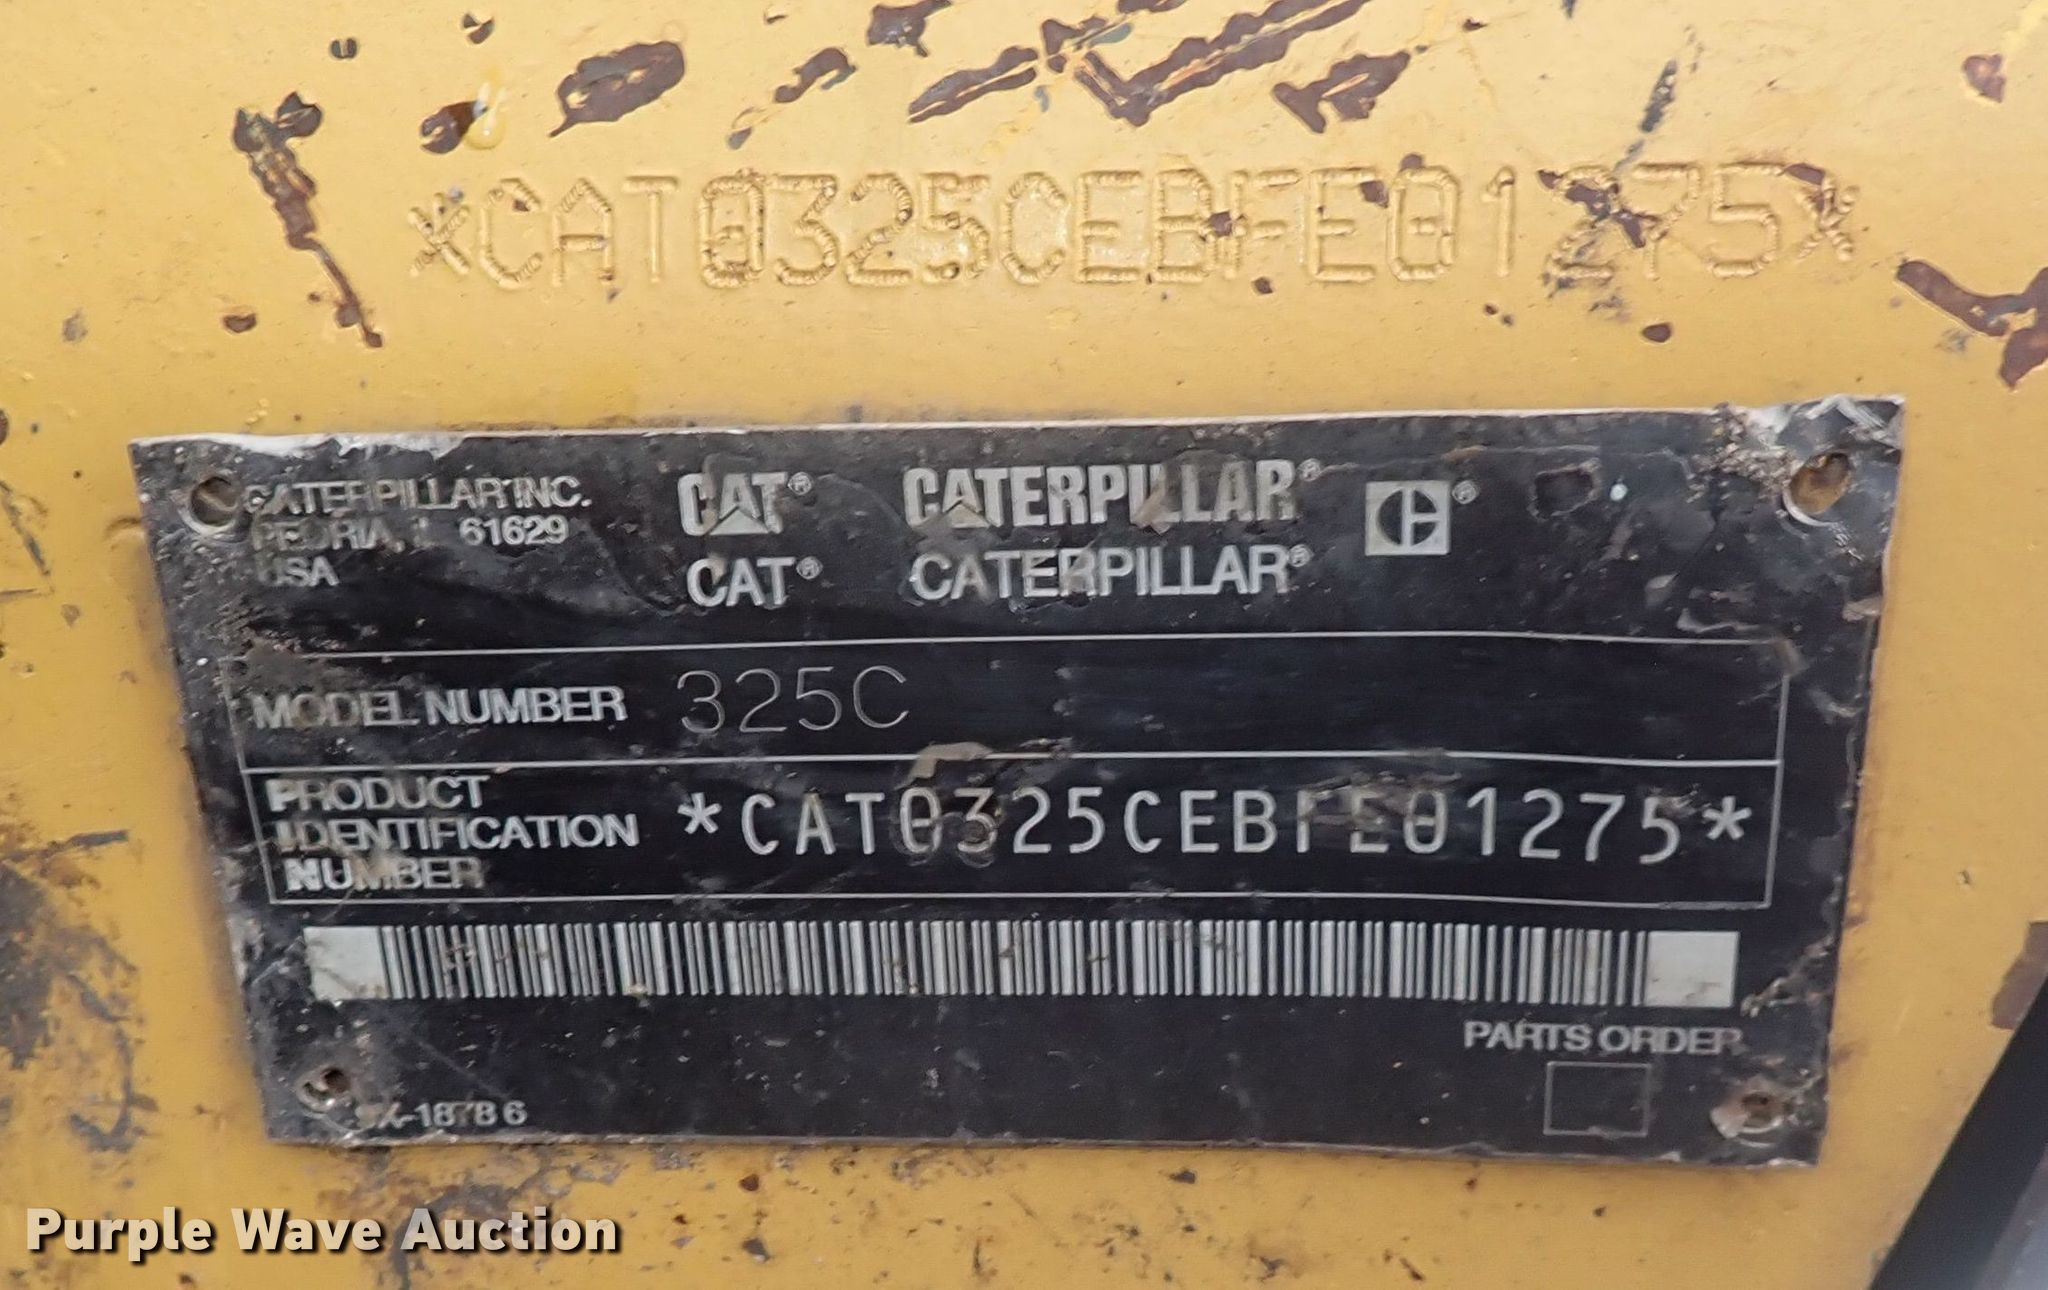 *CAT0325CEBFE01275*
CATERPILLAR INC.
PEORIA, IL 61629
USA
CAT® CATERPILLAR® ®
CAT® CATERPILLAR®
MODEL NUMBER 325C
PRODUCT
IDENTIFICATION
NUMBER
*CAT0325CEBFE01275*
PARTS ORDER
Purple Wave Auction